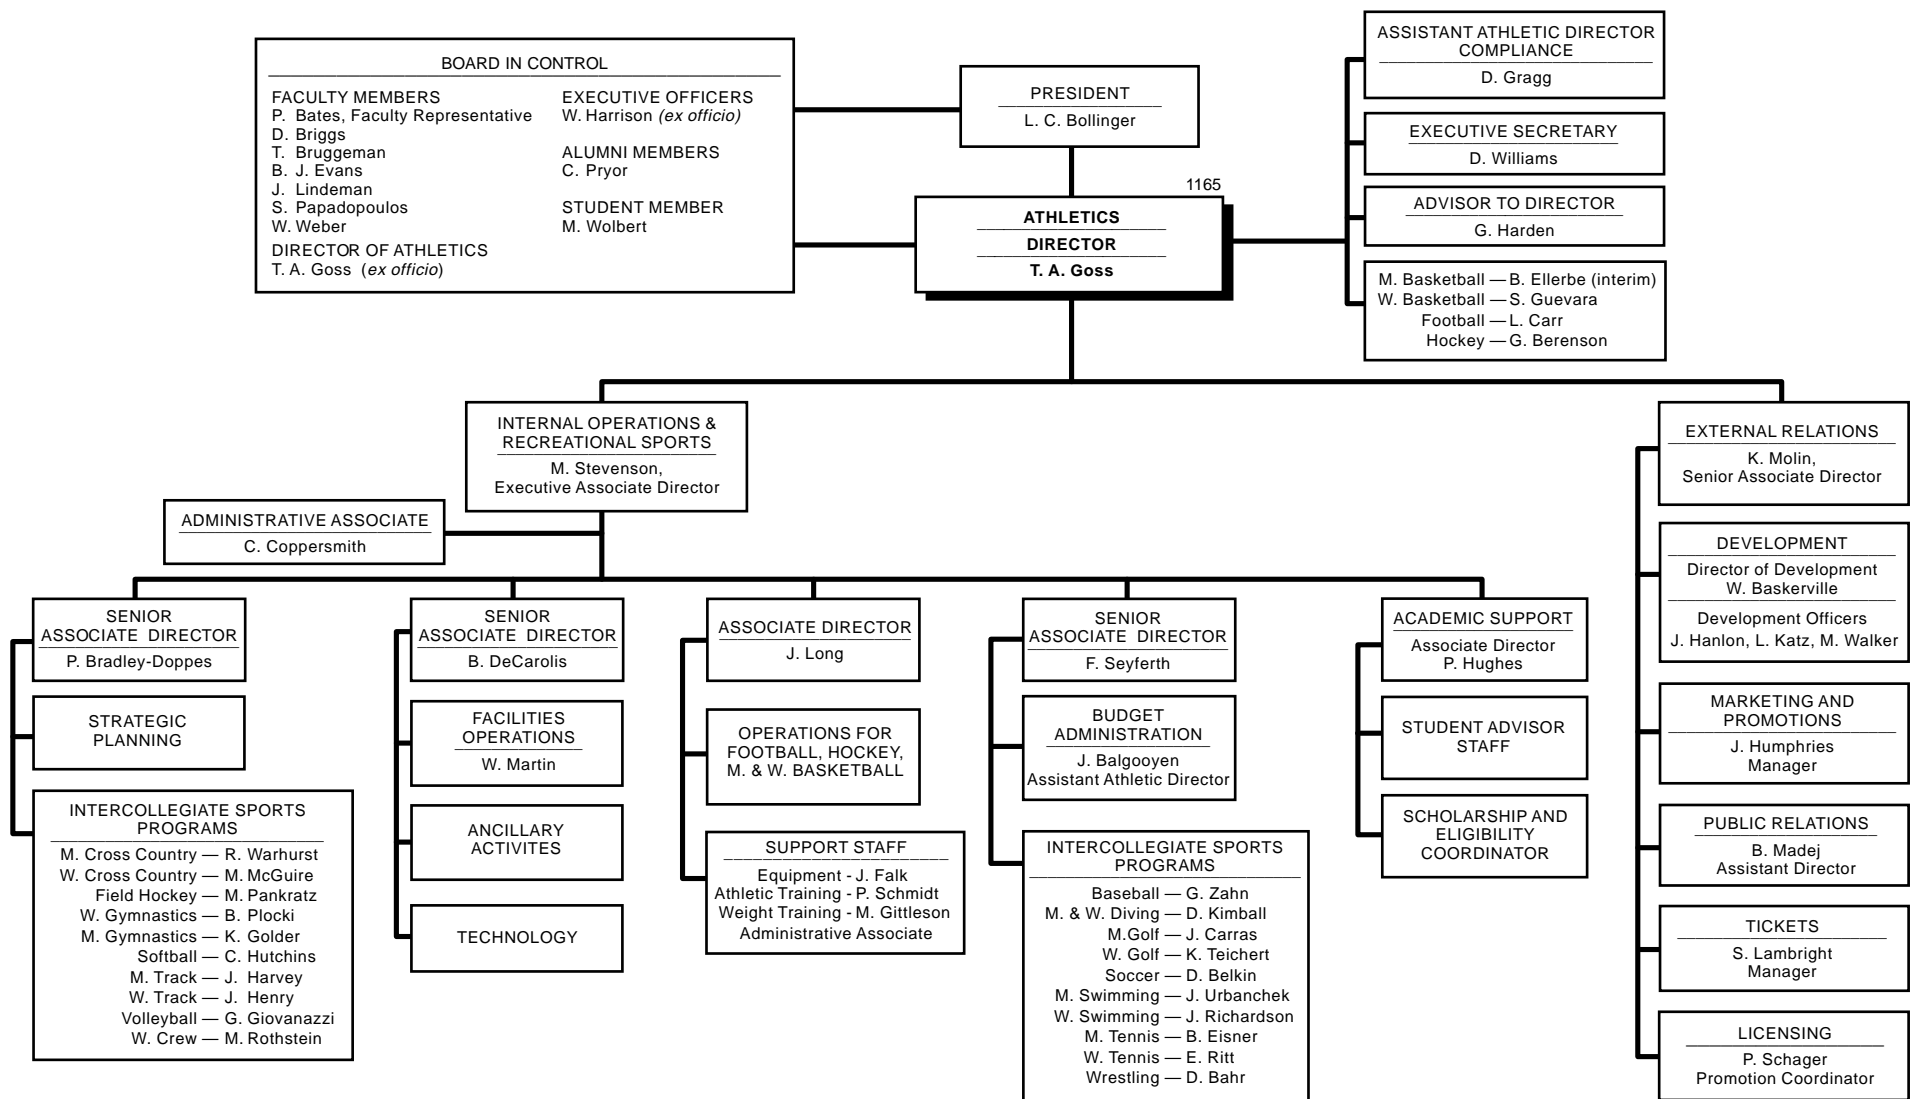 BOARD IN CONTROL
FACULTY MEMBERS
P. Bates, Faculty Representative
D. Briggs
T. Bruggeman
B. J. Evans
J. Lindeman
S. Papadopoulos
W. Weber
DIRECTOR OF ATHLETICS
T. A. Goss (ex officio)
EXECUTIVE OFFICERS
W. Harrison (ex officio)
ALUMNI MEMBERS
C. Pryor
STUDENT MEMBER
M. Wolbert
PRESIDENT
L. C. Bollinger
1165
ATHLETICS
DIRECTOR
T. A. Goss
ASSISTANT ATHLETIC DIRECTOR
COMPLIANCE
D. Gragg
EXECUTIVE SECRETARY
D. Williams
ADVISOR TO DIRECTOR
G. Harden
M. Basketball — B. Ellerbe (interim)
W. Basketball — S. Guevara
Football — L. Carr
Hockey — G. Berenson
INTERNAL OPERATIONS &
RECREATIONAL SPORTS
M. Stevenson,
Executive Associate Director
ADMINISTRATIVE ASSOCIATE
C. Coppersmith
SENIOR
ASSOCIATE DIRECTOR
P. Bradley-Doppes
STRATEGIC
PLANNING
INTERCOLLEGIATE SPORTS
PROGRAMS
M. Cross Country — R. Warhurst
W. Cross Country — M. McGuire
Field Hockey — M. Pankratz
W. Gymnastics — B. Plocki
M. Gymnastics — K. Golder
Softball — C. Hutchins
M. Track — J. Harvey
W. Track — J. Henry
Volleyball — G. Giovanazzi
W. Crew — M. Rothstein
SENIOR
ASSOCIATE DIRECTOR
B. DeCarolis
FACILITIES
OPERATIONS
W. Martin
ANCILLARY
ACTIVITES
TECHNOLOGY
ASSOCIATE DIRECTOR
J. Long
OPERATIONS FOR
FOOTBALL, HOCKEY,
M. & W. BASKETBALL
SUPPORT STAFF
Equipment - J. Falk
Athletic Training - P. Schmidt
Weight Training - M. Gittleson
Administrative Associate
SENIOR
ASSOCIATE DIRECTOR
F. Seyferth
BUDGET
ADMINISTRATION
J. Balgooyen
Assistant Athletic Director
INTERCOLLEGIATE SPORTS
PROGRAMS
Baseball — G. Zahn
M. & W. Diving — D. Kimball
M.Golf — J. Carras
W. Golf — K. Teichert
Soccer — D. Belkin
M. Swimming — J. Urbanchek
W. Swimming — J. Richardson
M. Tennis — B. Eisner
W. Tennis — E. Ritt
Wrestling — D. Bahr
ACADEMIC SUPPORT
Associate Director
P. Hughes
STUDENT ADVISOR
STAFF
SCHOLARSHIP AND
ELIGIBILITY
COORDINATOR
EXTERNAL RELATIONS
K. Molin,
Senior Associate Director
DEVELOPMENT
Director of Development
W. Baskerville
Development Officers
J. Hanlon, L. Katz, M. Walker
MARKETING AND
PROMOTIONS
J. Humphries
Manager
PUBLIC RELATIONS
B. Madej
Assistant Director
TICKETS
S. Lambright
Manager
LICENSING
P. Schager
Promotion Coordinator